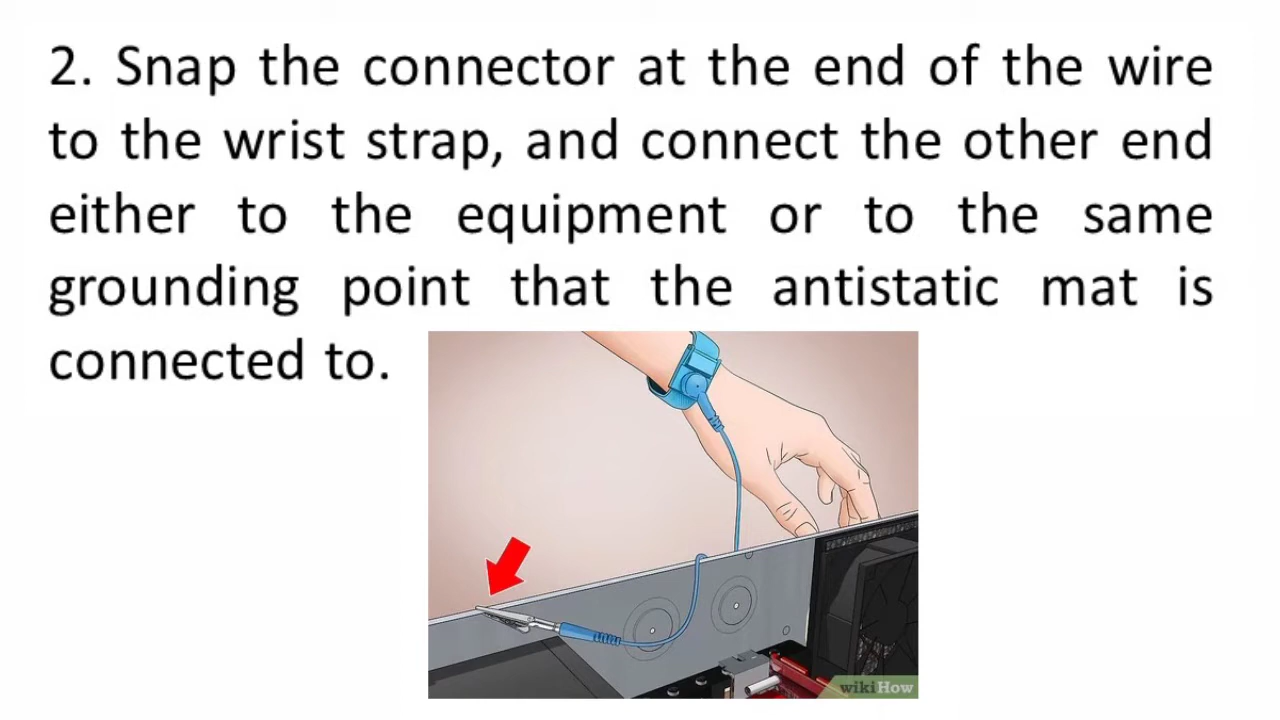 2. Snap the connector at the end of the wire
to the wrist strap, and connect the other end
either to the equipment or to the same
grounding point that the antistatic mat is
connected to.
wikiHow